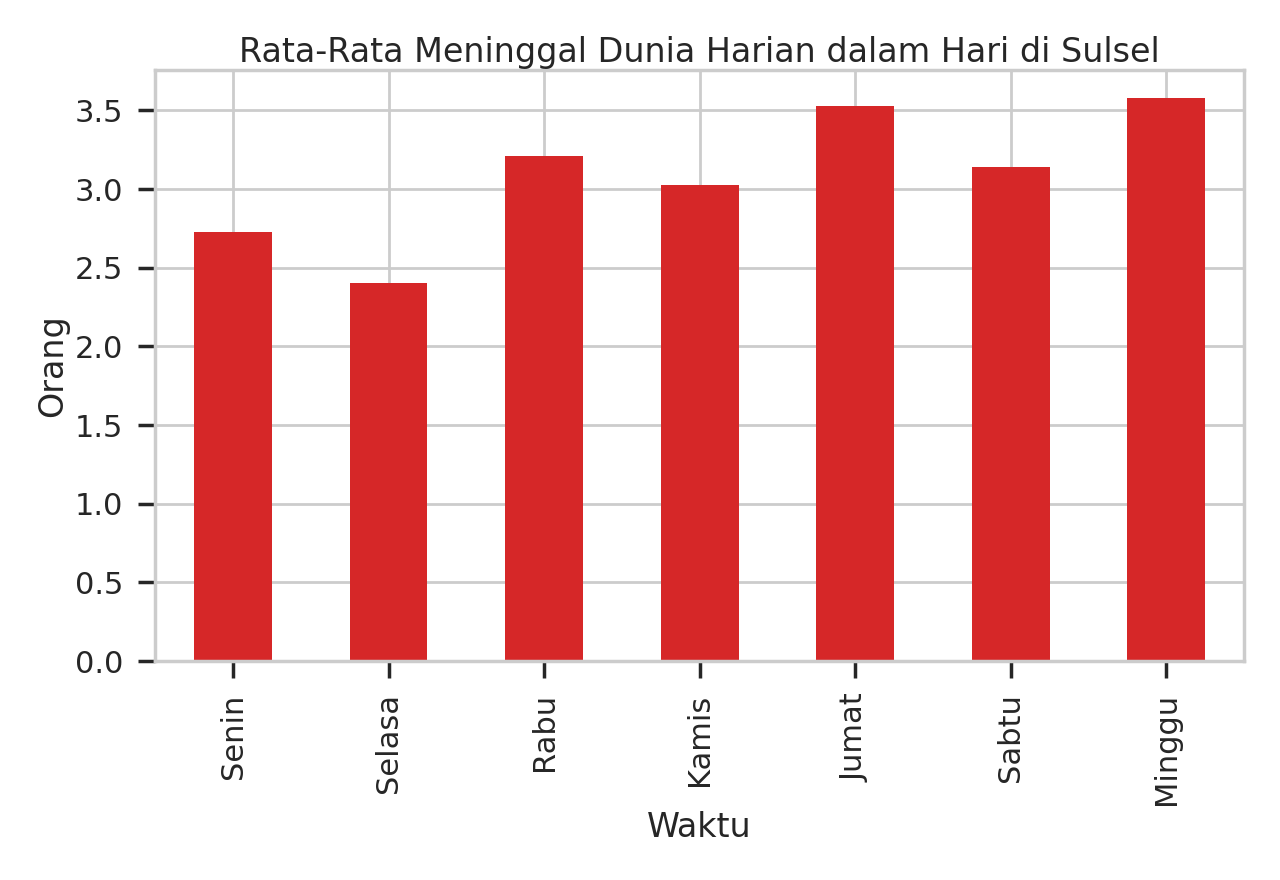 Rata-Rata Meninggal Dunia Harian dalam Hari di Sulsel
Orang
3.5
3.0
2.5
2.0
1.5
1.0
0.5
0.0
Senin
Selasa
Rabu
Kamis
Jumat
Sabtu
Minggu
Waktu